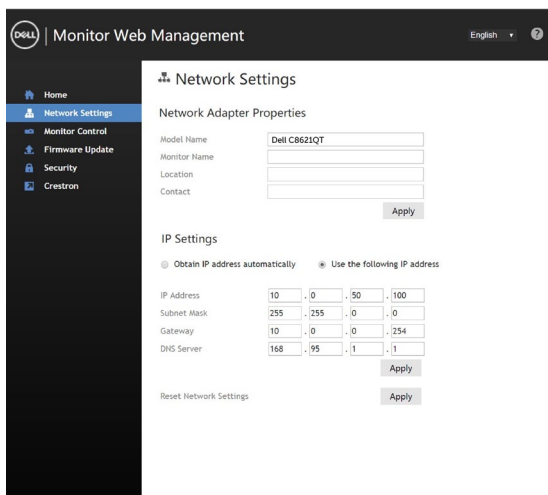 DELL | Monitor Web Management
English
?
Home
Network Settings
Monitor Control
Firmware Update
Security
Crestron
Network Settings
Network Adapter Properties
Model Name Dell C8621QT
Monitor Name
Location
Contact
Apply
IP Settings
Obtain IP address automatically Use the following IP address
IP Address 10 . 0 . 50 . 100
Subnet Mask 255 . 255 . 0 . 0
Gateway 10 . 0 . 0 . 254
DNS Server 168 . 95 . 1 . 1
Apply
Reset Network Settings Apply